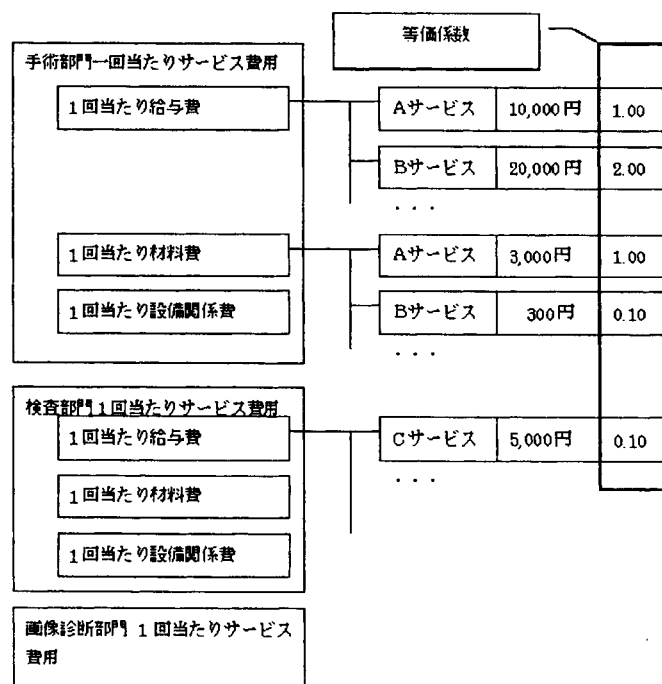 等価係数
手術部門一回当たりサービス費用
1回当たり給与費
Aサービス 10,000円 1.00
Bサービス 20,000円 2.00
・・・
1回当たり材料費
Aサービス 3,000円 1.00
1回当たり設備関係費
Bサービス 300円 0.10
・・・
検査部門1回当たりサービス費用
1回当たり給与費
Cサービス 5,000円 0.10
・・・
1回当たり材料費
1回当たり設備関係費
画像診断部門 1回当たりサービス
費用